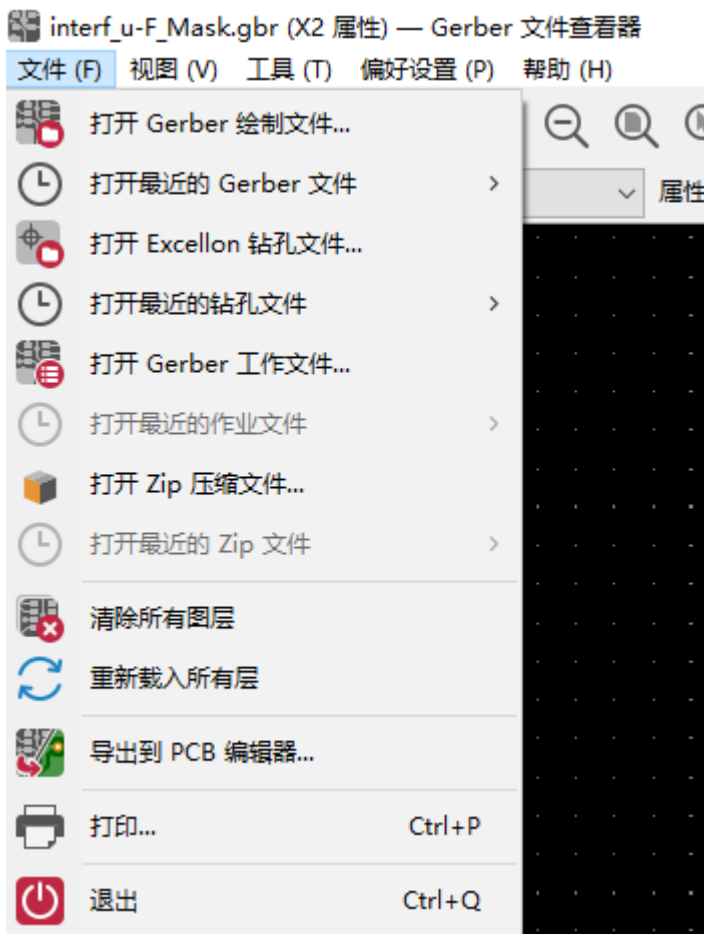 interf_u-F_Mask.gbr (X2 属性) — Gerber 文件查看器
文件 (F) 视图 (V) 工具 (T) 偏好设置 (P) 帮助 (H)
打开 Gerber 绘制文件...
打开最近的 Gerber 文件
属性
打开 Excellon 钻孔文件...
打开最近的钻孔文件
打开 Gerber 工作文件...
打开最近的作业文件
打开 Zip 压缩文件...
打开最近的 Zip 文件
清除所有图层
重新载入所有层
导出到 PCB 编辑器...
打印... Ctrl+P
退出 Ctrl+Q